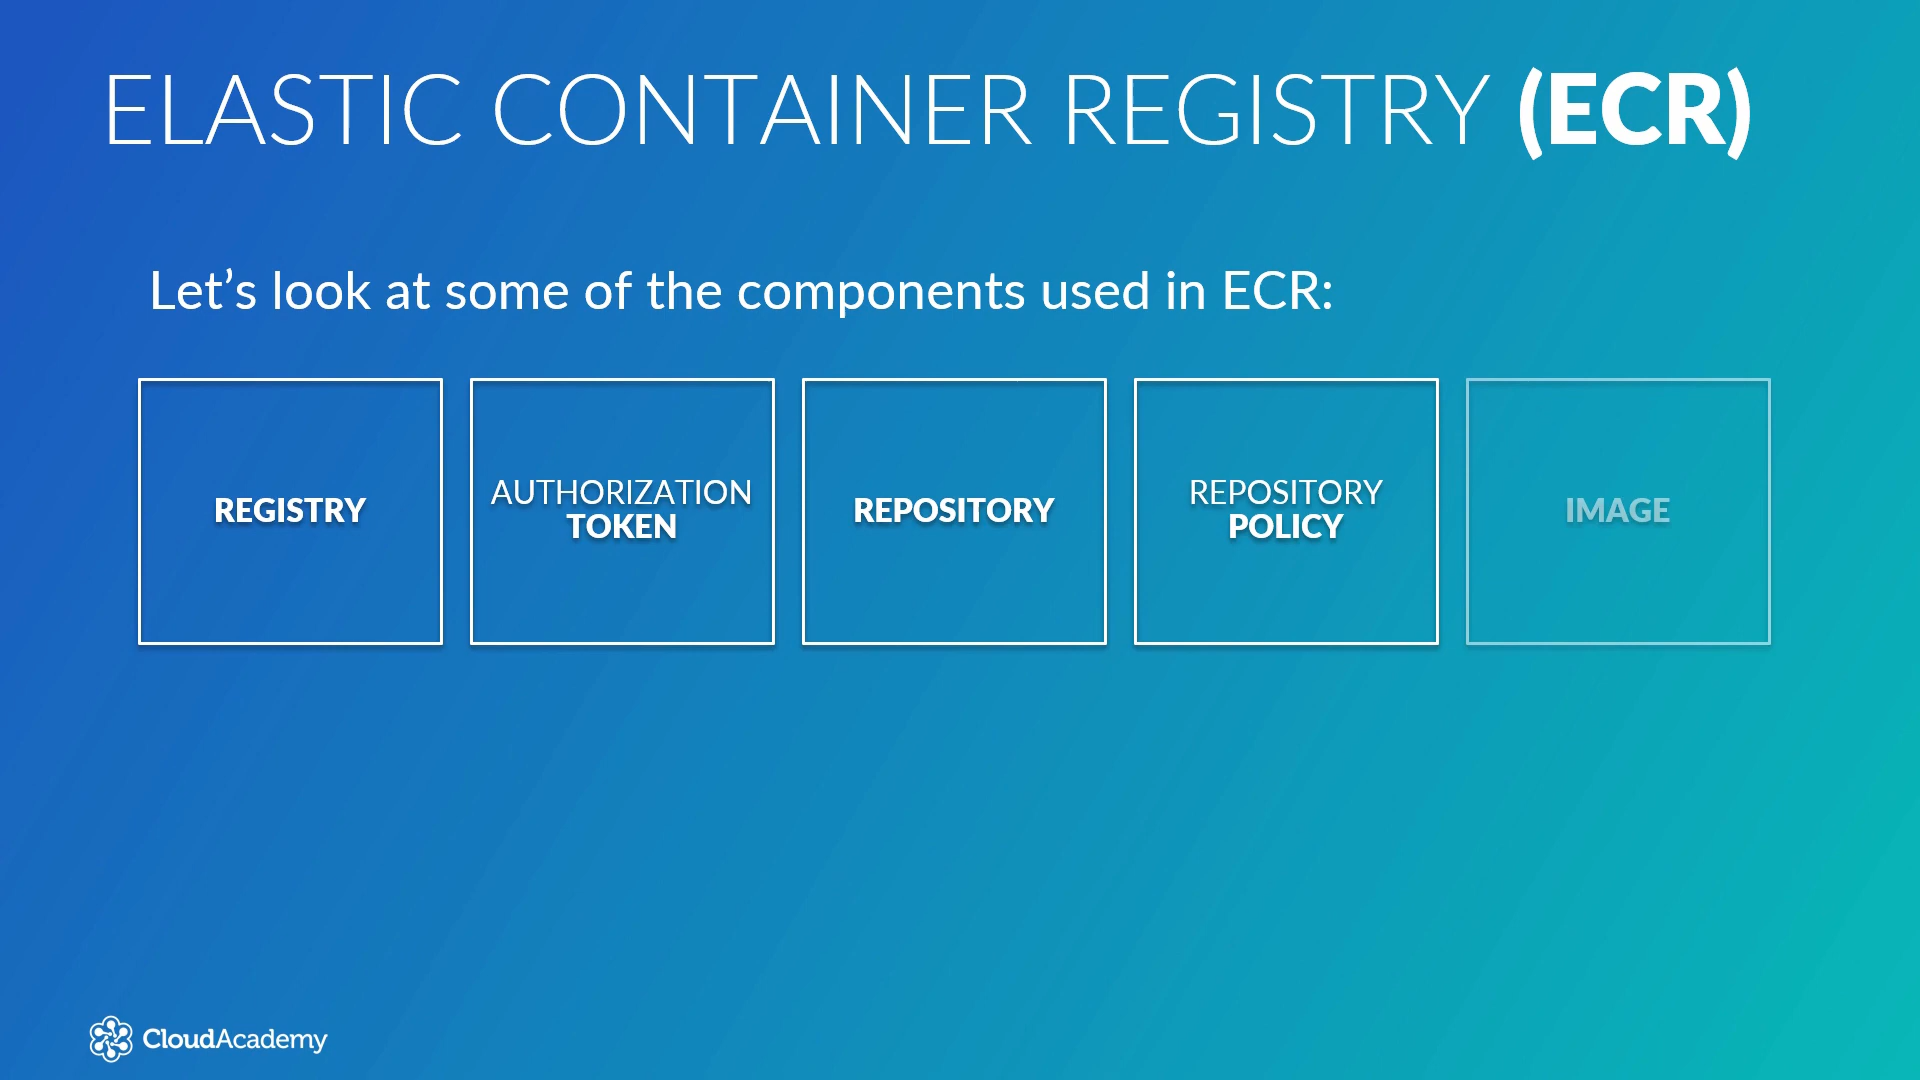 ELASTIC CONTAINER REGISTRY (ECR)
Let’s look at some of the components used in ECR:
REGISTRY
AUTHORIZATION
TOKEN
REPOSITORY
REPOSITORY
POLICY
IMAGE
CloudAcademy